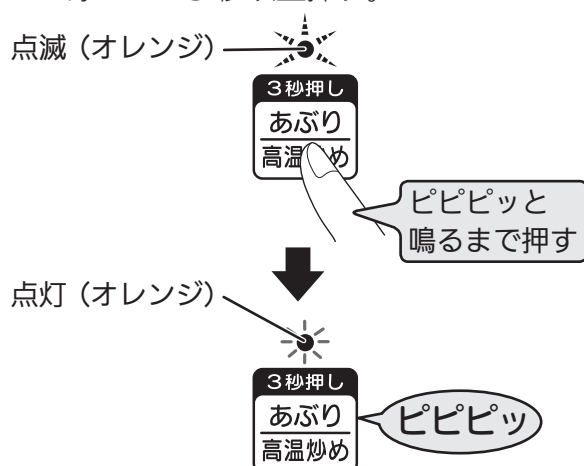 点滅（オレンジ）
3秒押し
あぶり
高温炒め
ピピピッと
鳴るまで押す
点灯（オレンジ）
3秒押し
あぶり
ピピピッ
高温炒め